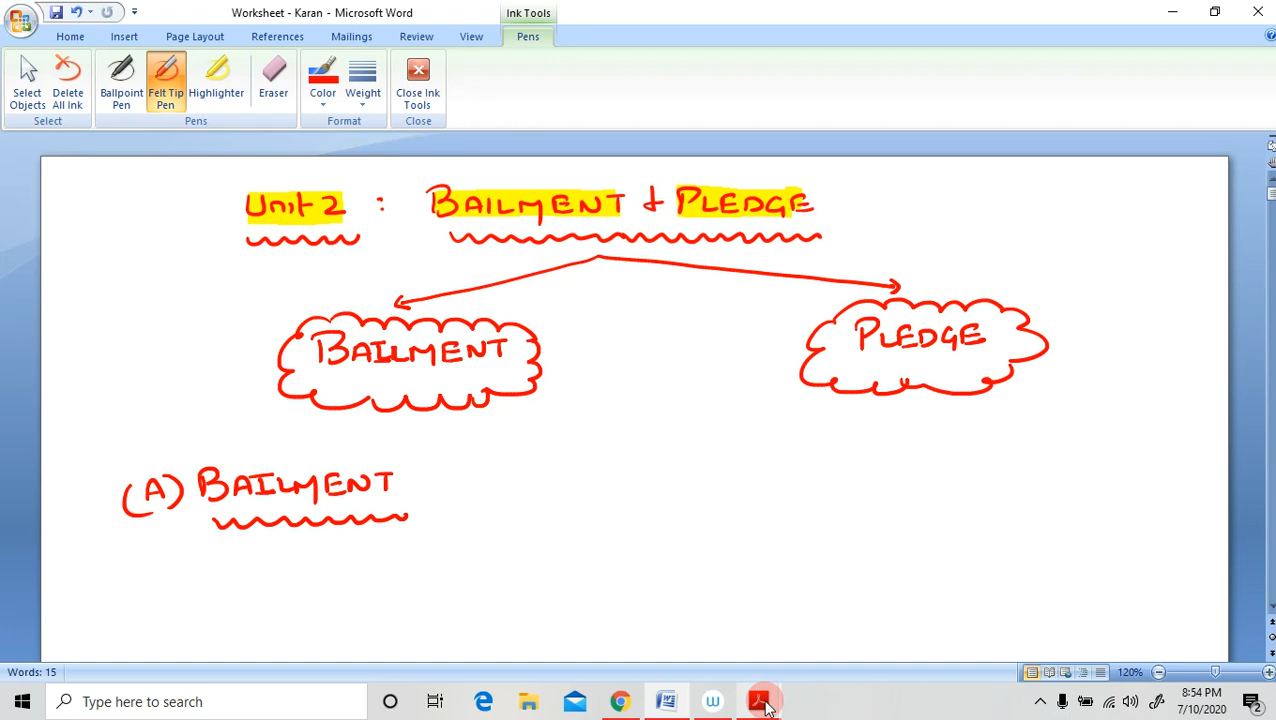 Worksheet - Karan - Microsoft Word
Ink Tools
Home Insert Page Layout References Mailings Review View Pens
Select Objects
Delete All Ink
Ballpoint Pen
Felt Tip Pen
Highlighter
Eraser
Color
Weight
Close Ink Tools
Select Pens Format Close
Unit 2 : BAILMENT & PLEDGE
BAILMENT
PLEDGE
(A) BAILMENT
Words: 15
120%
Type here to search
8:54 PM
7/10/2020
2